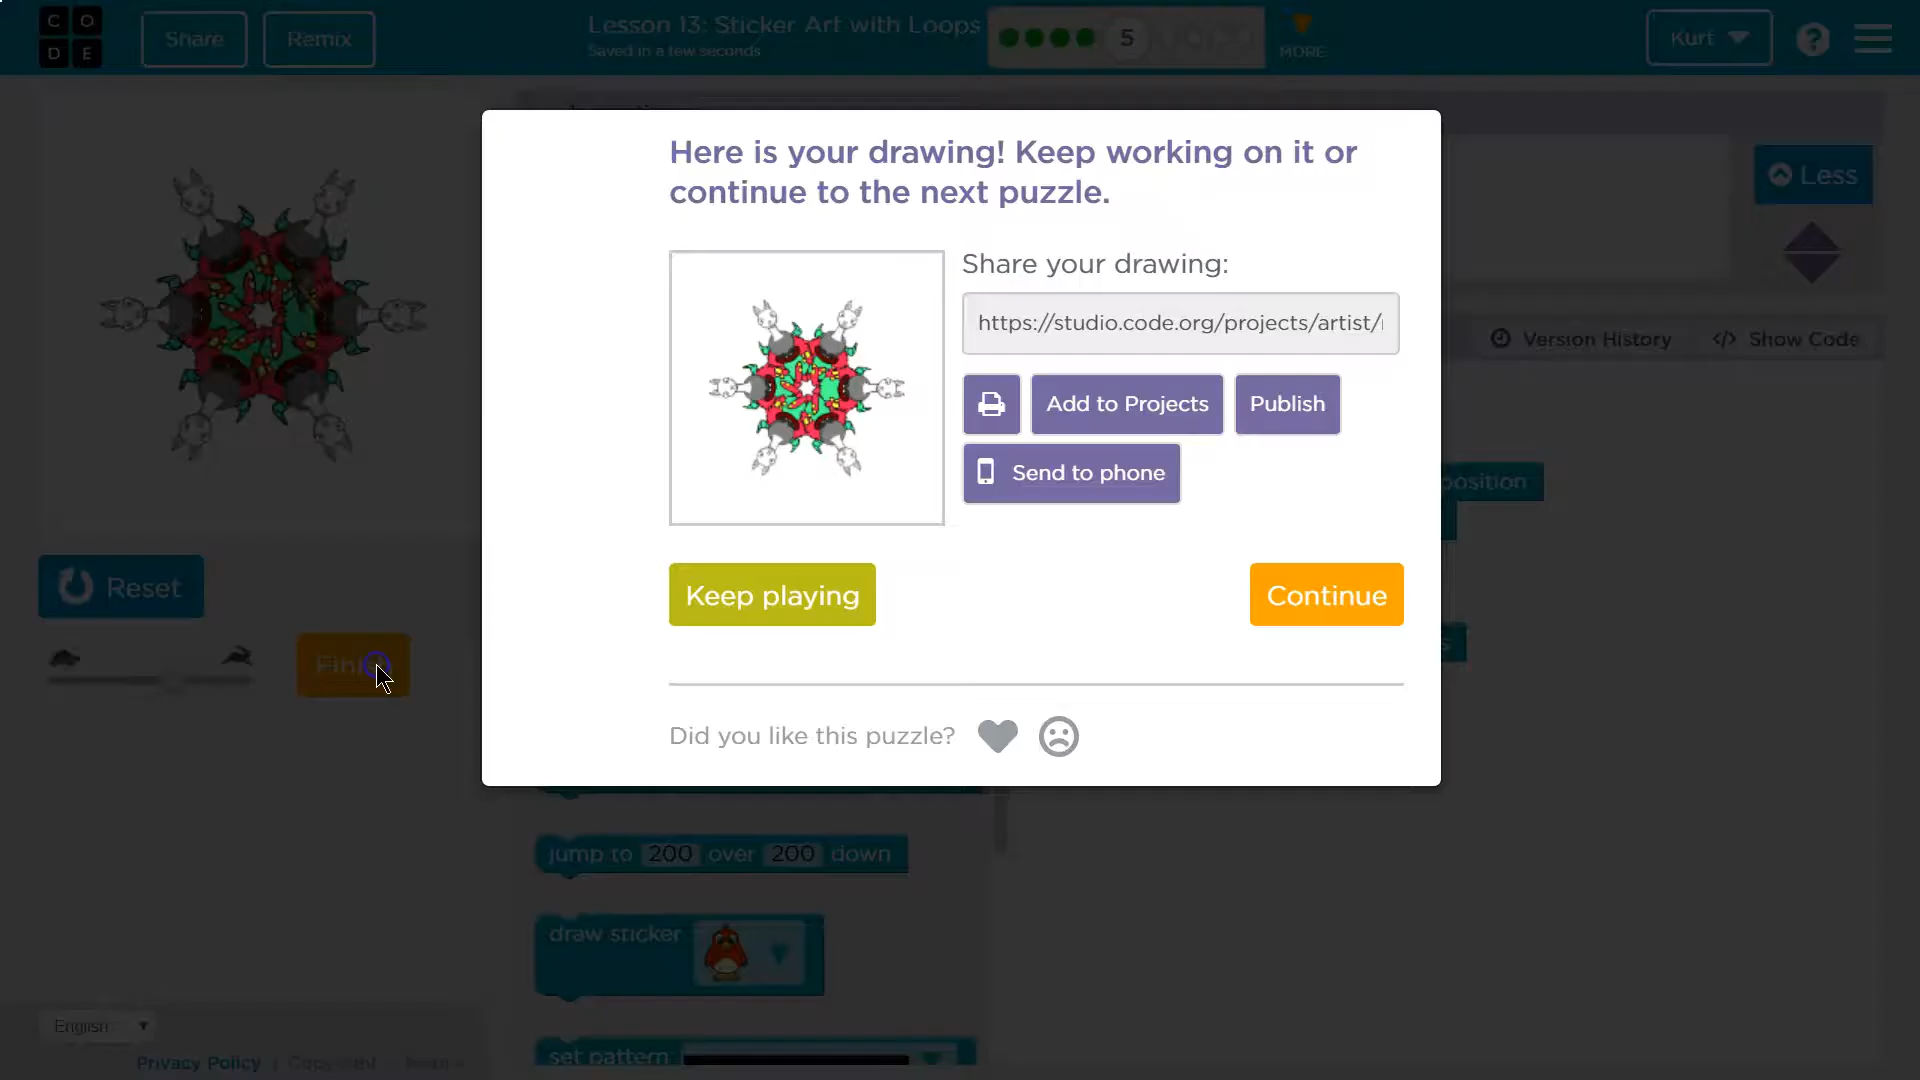 CODE
Share
Remix
Lesson 13: Sticker Art with Loops
Saved in a few seconds
5
MORE
Kurt
?
Here is your drawing! Keep working on it or
continue to the next puzzle.
Less
Share your drawing:
https://studio.code.org/projects/artist/
Version History
</> Show Code
Add to Projects
Publish
Send to phone
position
Reset
Keep playing
Continue
Did you like this puzzle?
jump to 200 over 200 down
draw sticker
set pattern
English
Privacy Policy | Copyright